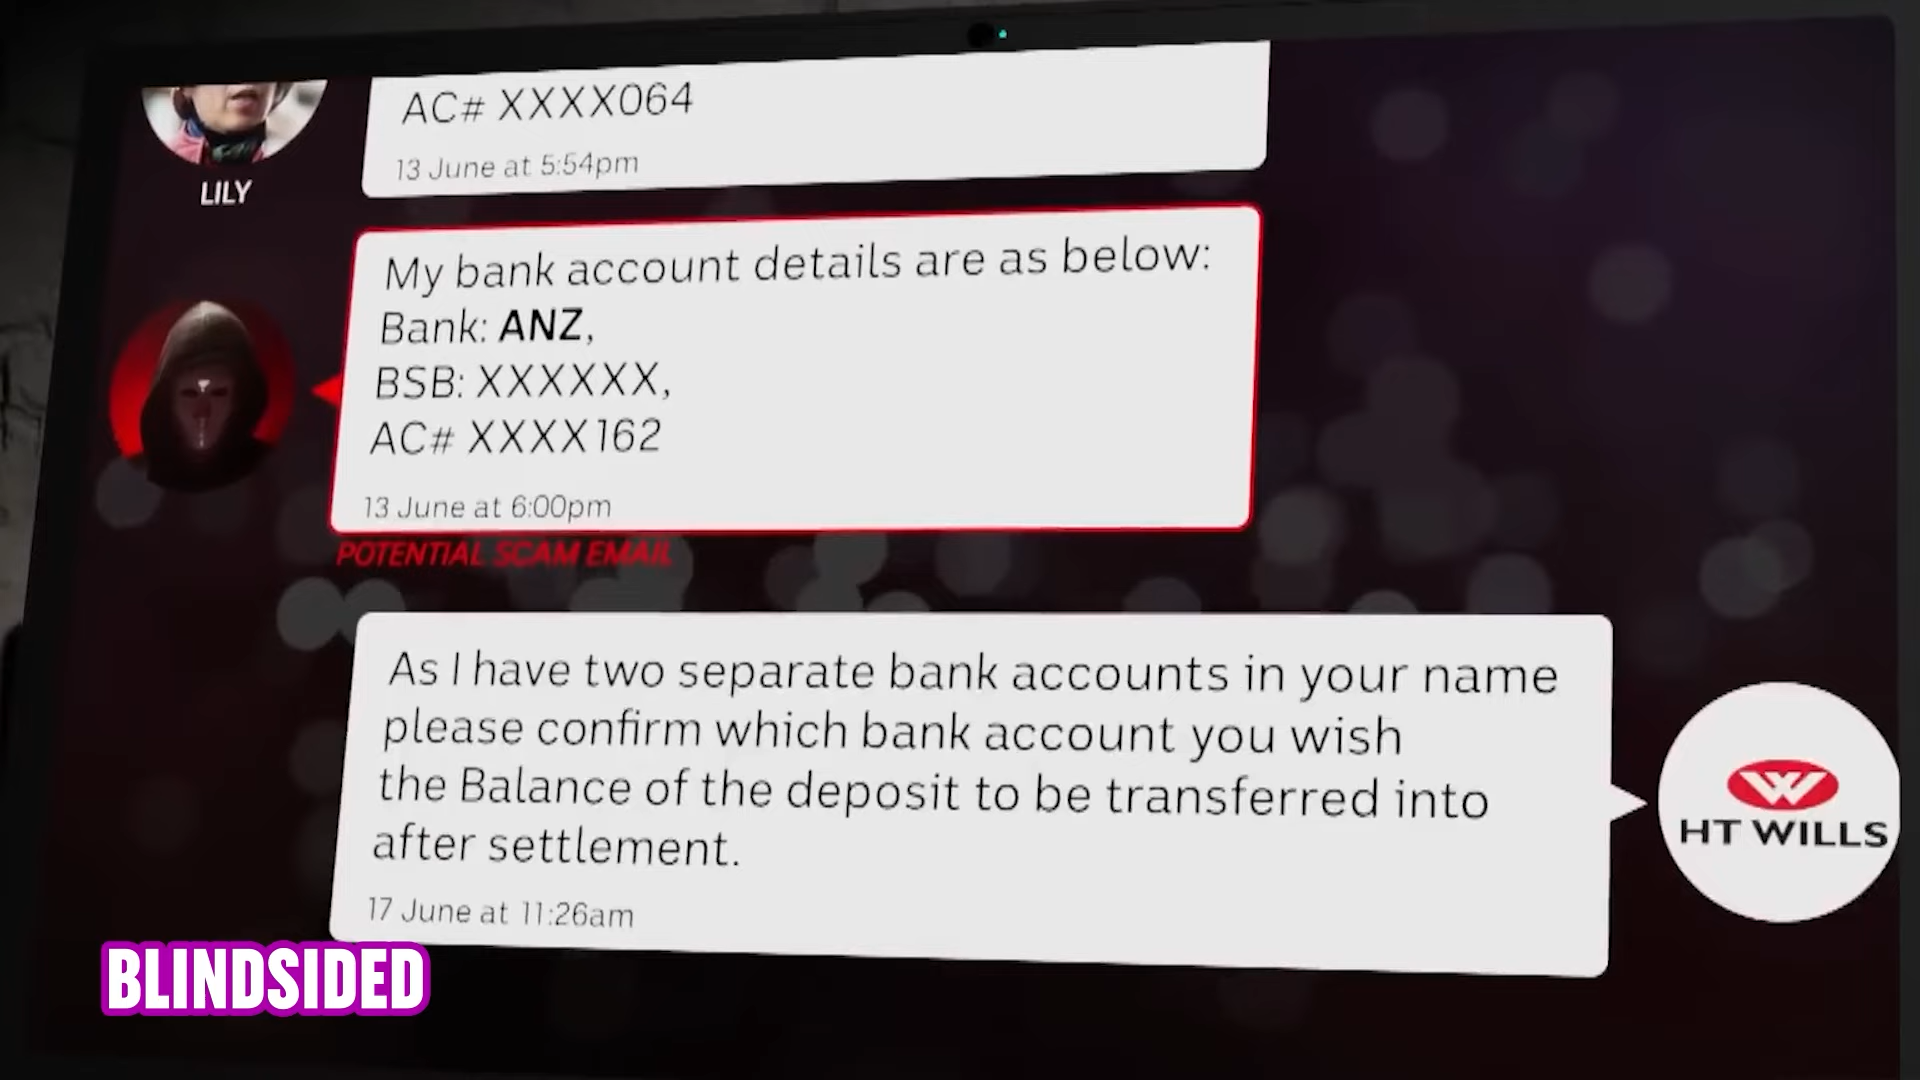 AC# XXXX064
13 June at 5:54pm
LILY
My bank account details are as below:
Bank: ANZ,
BSB: XXXXXX,
AC# XXXX162
13 June at 6:00pm
POTENTIAL SCAM EMAIL
As I have two separate bank accounts in your name
please confirm which bank account you wish
the Balance of the deposit to be transferred into
after settlement.
17 June at 11:26am
W
HT WILLS
BLINDSIDED